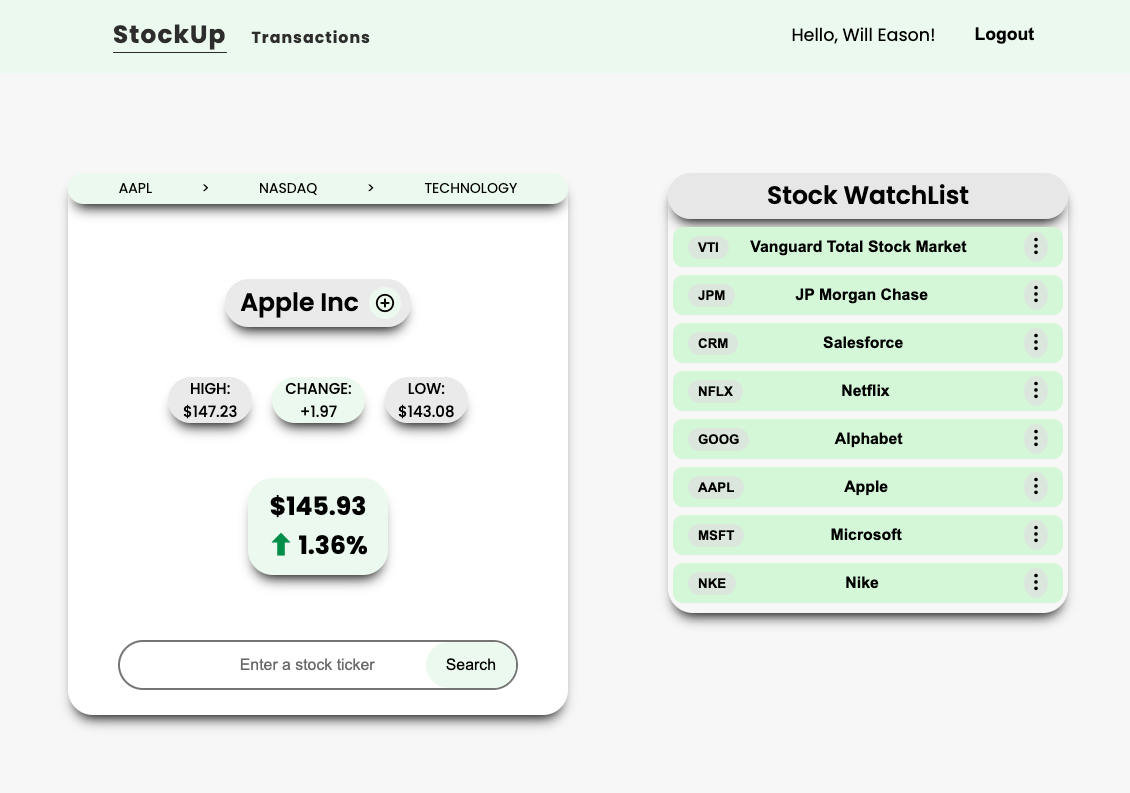 StockUp Transactions Hello, Will Eason! Logout
AAPL > NASDAQ > TECHNOLOGY
Apple Inc
HIGH: CHANGE: LOW:
$147.23 +1.97 $143.08
$145.93
1.36%
Enter a stock ticker Search
Stock WatchList
VTI Vanguard Total Stock Market
JPM JP Morgan Chase
CRM Salesforce
NFLX Netflix
GOOG Alphabet
AAPL Apple
MSFT Microsoft
NKE Nike